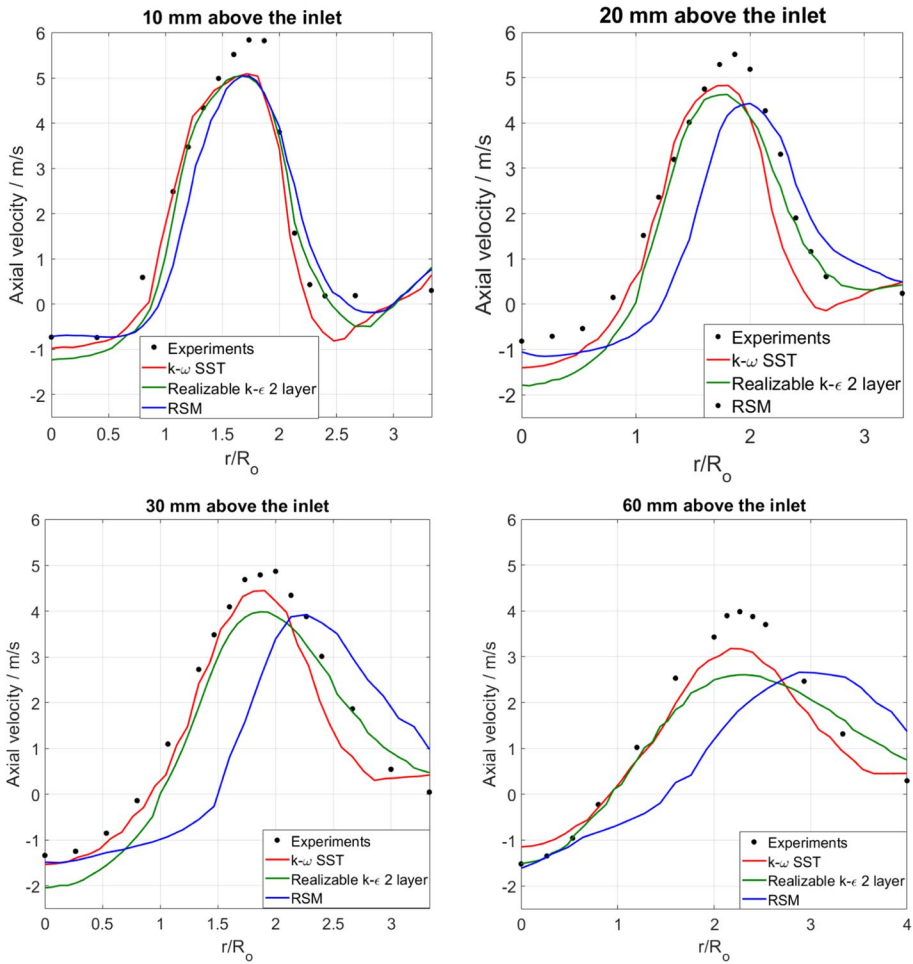 10 mm above the inlet
6
5
4
3
2
1
0
-1
-2
Axial velocity / m/s
0
0.5
1
1.5
2
2.5
3
r/Ro
Experiments
k-ω SST
Realizable k-ϵ 2 layer
RSM
20 mm above the inlet
6
5
4
3
2
1
0
-1
-2
Axial velocity / m/s
0
1
2
3
r/Ro
Experiments
k-ω SST
Realizable k-ϵ 2 layer
RSM
30 mm above the inlet
6
5
4
3
2
1
0
-1
-2
Axial velocity / m/s
0
0.5
1
1.5
2
2.5
3
r/Ro
Experiments
k-ω SST
Realizable k-ϵ 2 layer
RSM
60 mm above the inlet
6
5
4
3
2
1
0
-1
-2
Axial velocity / m/s
0
1
2
3
4
r/Ro
Experiments
k-ω SST
Realizable k-ϵ 2 layer
RSM